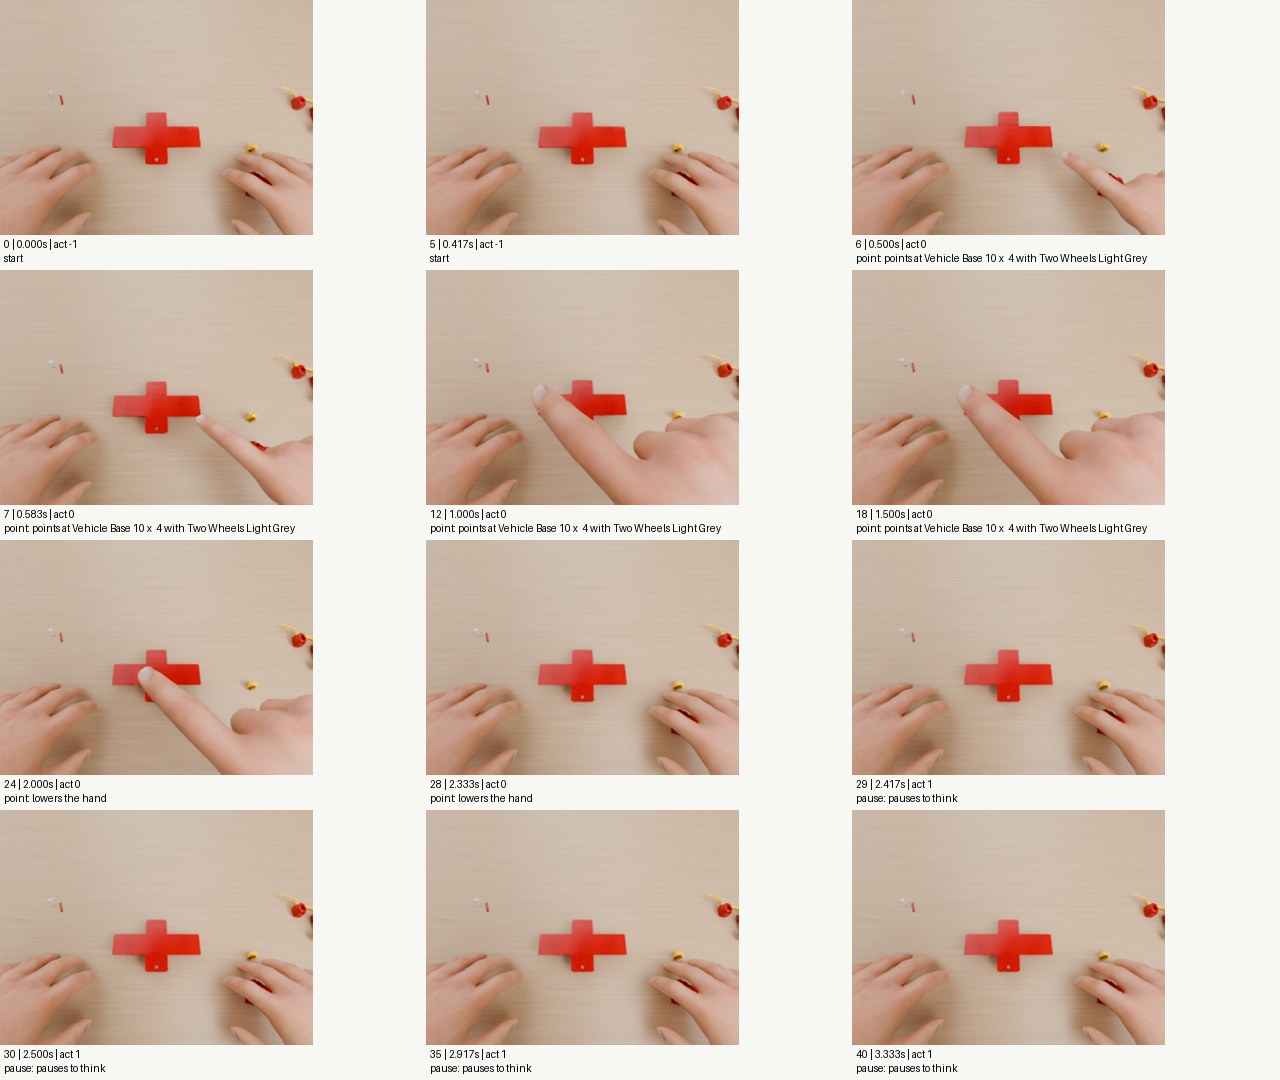 0 | 0.000s | act -1
start
5 | 0.417s | act -1
start
6 | 0.500s | act 0
point: points at Vehicle Base 10 x  4 with Two Wheels Light Grey
7 | 0.583s | act 0
point: points at Vehicle Base 10 x  4 with Two Wheels Light Grey
12 | 1.000s | act 0
point: points at Vehicle Base 10 x  4 with Two Wheels Light Grey
18 | 1.500s | act 0
point: points at Vehicle Base 10 x  4 with Two Wheels Light Grey
24 | 2.000s | act 0
point: lowers the hand
28 | 2.333s | act 0
point: lowers the hand
29 | 2.417s | act 1
pause: pauses to think
30 | 2.500s | act 1
pause: pauses to think
35 | 2.917s | act 1
pause: pauses to think
40 | 3.333s | act 1
pause: pauses to think